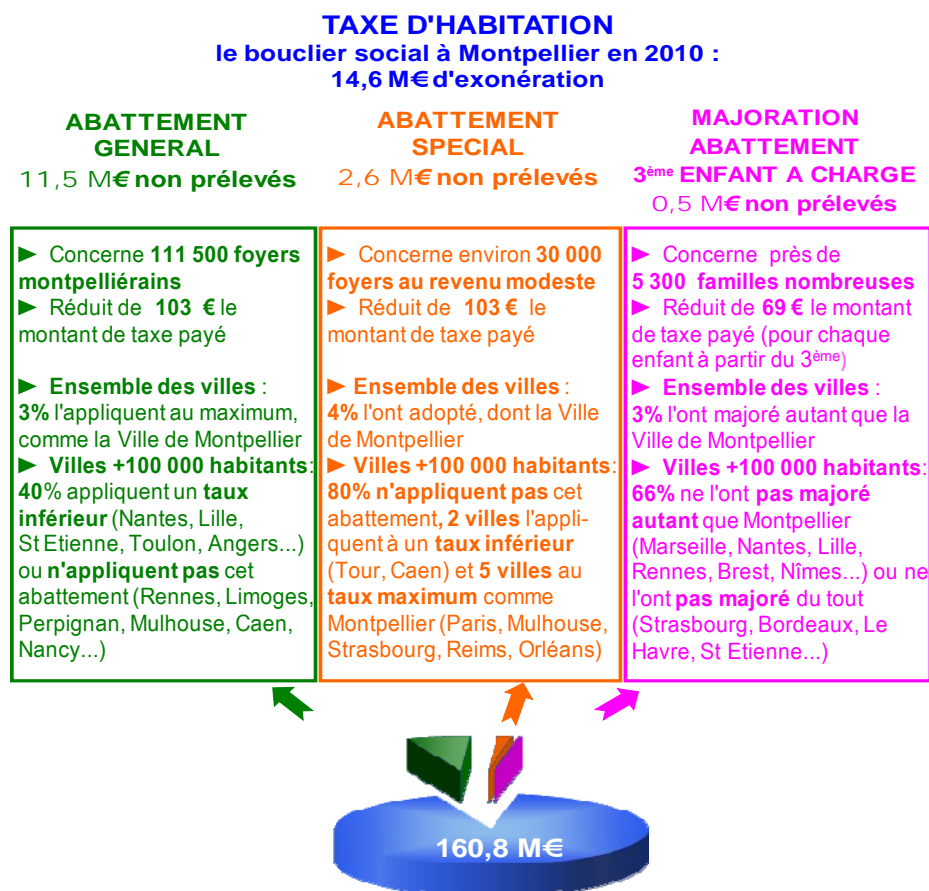 TAXE D'HABITATION
le bouclier social à Montpellier en 2010 :
14,6 M€ d'exonération
ABATTEMENT
GENERAL
11,5 M€ non prélevés
► Concerne 111 500 foyers
montpelliérains
► Réduit de 103 € le
montant de taxe payé
► Ensemble des villes :
3% l'appliquent au maximum,
comme la Ville de Montpellier
► Villes +100 000 habitants:
40% appliquent un taux
inférieur (Nantes, Lille,
St Etienne, Toulon, Angers...)
ou n'appliquent pas cet
abattement (Rennes, Limoges,
Perpignan, Mulhouse, Caen,
Nancy...)
ABATTEMENT
SPECIAL
2,6 M€ non prélevés
► Concerne environ 30 000
foyers au revenu modeste
► Réduit de 103 € le
montant de taxe payé
► Ensemble des villes :
4% l'ont adopté, dont la Ville
de Montpellier
► Villes +100 000 habitants:
80% n'appliquent pas cet
abattement, 2 villes l'appli-
quent à un taux inférieur
(Tour, Caen) et 5 villes au
taux maximum comme
Montpellier (Paris, Mulhouse,
Strasbourg, Reims, Orléans)
MAJORATION
ABATTEMENT
3ème ENFANT A CHARGE
0,5 M€ non prélevés
► Concerne près de
5 300 familles nombreuses
► Réduit de 69 € le montant
de taxe payé (pour chaque
enfant à partir du 3ème)
► Ensemble des villes :
3% l'ont majoré autant que la
Ville de Montpellier
► Villes +100 000 habitants:
66% ne l'ont pas majoré
autant que Montpellier
(Marseille, Nantes, Lille,
Rennes, Brest, Nîmes...) ou ne
l'ont pas majoré du tout
(Strasbourg, Bordeaux, Le
Havre, St Etienne...)
160,8 M€